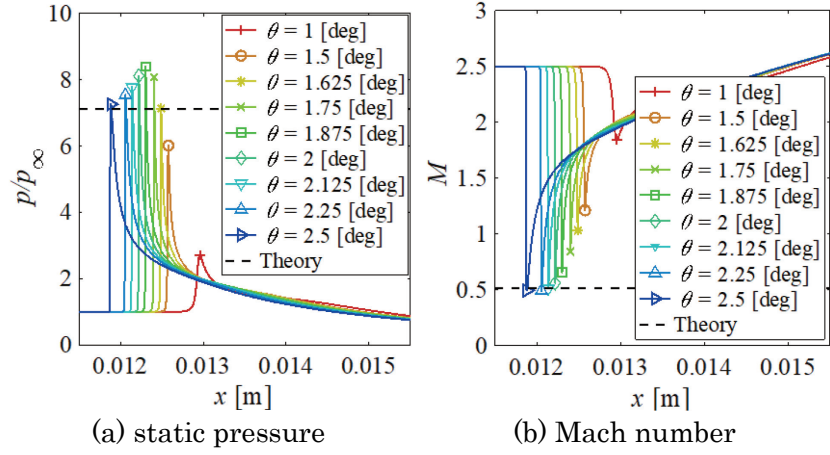 10
8
6
4
2
0
p/p∞
θ = 1 [deg]
θ = 1.5 [deg]
θ = 1.625 [deg]
θ = 1.75 [deg]
θ = 1.875 [deg]
θ = 2 [deg]
θ = 2.125 [deg]
θ = 2.25 [deg]
θ = 2.5 [deg]
Theory
0.012 0.013 0.014 0.015
x [m]
(a) static pressure
3
2.5
2
1.5
1
0.5
0
M
θ = 1 [deg]
θ = 1.5 [deg]
θ = 1.625 [deg]
θ = 1.75 [deg]
θ = 1.875 [deg]
θ = 2 [deg]
θ = 2.125 [deg]
θ = 2.25 [deg]
θ = 2.5 [deg]
Theory
0.012 0.013 0.014 0.015
x [m]
(b) Mach number